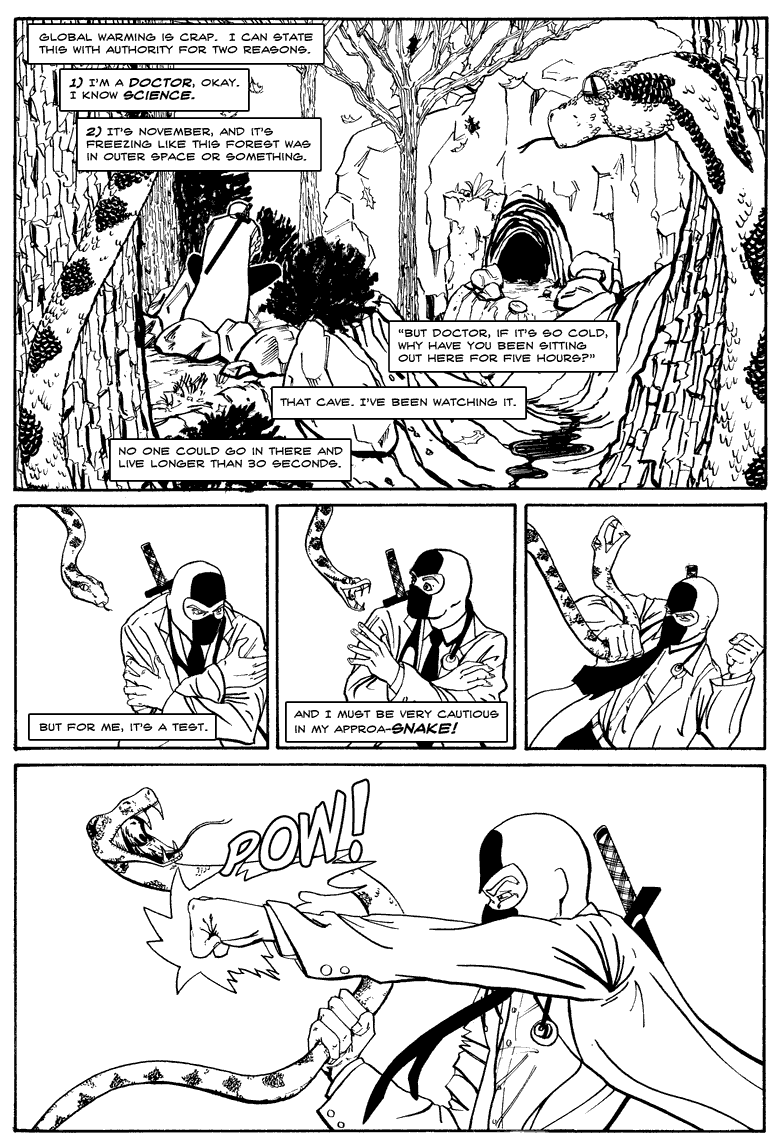 GLOBAL WARMING IS CRAP. I CAN STATE
THIS WITH AUTHORITY FOR TWO REASONS.
1) I'M A DOCTOR, OKAY.
I KNOW SCIENCE.
2) IT'S NOVEMBER, AND IT'S
FREEZING LIKE THIS FOREST WAS
IN OUTER SPACE OR SOMETHING.
"BUT DOCTOR, IF IT'S SO COLD,
WHY HAVE YOU BEEN SITTING
OUT HERE FOR FIVE HOURS?"
THAT CAVE. I'VE BEEN WATCHING IT.
NO ONE COULD GO IN THERE AND
LIVE LONGER THAN 30 SECONDS.
BUT FOR ME, IT'S A TEST.
AND I MUST BE VERY CAUTIOUS
IN MY APPROA-SNAKE!
POW!